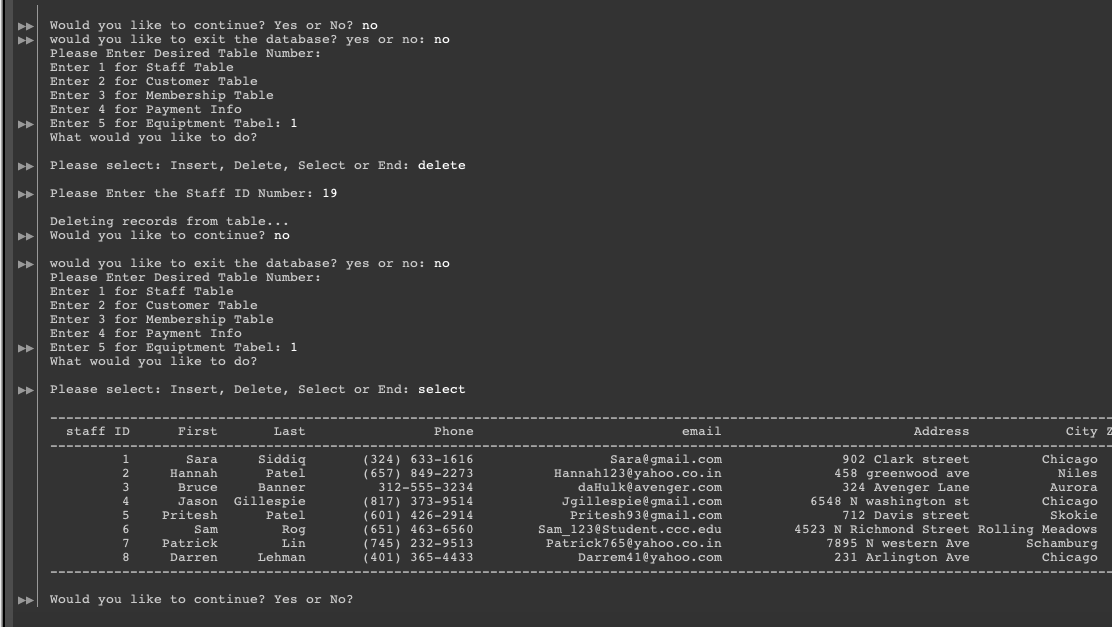 Would you like to continue? Yes or No? no
would you like to exit the database? yes or no: no
Please Enter Desired Table Number:
Enter 1 for Staff Table
Enter 2 for Customer Table
Enter 3 for Membership Table
Enter 4 for Payment Info
Enter 5 for Equiptment Tabel: 1
What would you like to do?
Please select: Insert, Delete, Select or End: delete
Please Enter the Staff ID Number: 19
Deleting records from table...
Would you like to continue? no
would you like to exit the database? yes or no: no
Please Enter Desired Table Number:
Enter 1 for Staff Table
Enter 2 for Customer Table
Enter 3 for Membership Table
Enter 4 for Payment Info
Enter 5 for Equiptment Tabel: 1
What would you like to do?
Please select: Insert, Delete, Select or End: select
staff ID First Last Phone email Address City Z
1 Sara Siddiq (324) 633-1616 Sara@gmail.com 902 Clark street Chicago
2 Hannah Patel (657) 849-2273 Hannah123@yahoo.co.in 458 greenwood ave Niles
3 Bruce Banner 312-555-3234 daHulk@avenger.com 324 Avenger Lane Aurora
4 Jason Gillespie (817) 373-9514 Jgillespie@gmail.com 6548 N washington st Chicago
5 Pritesh Patel (601) 426-2914 Pritesh93@gmail.com 712 Davis street Skokie
6 Sam Rog (651) 463-6560 Sam_123@Student.ccc.edu 4523 N Richmond Street Rolling Meadows
7 Patrick Lin (745) 232-9513 Patrick765@yahoo.co.in 7895 N western Ave Schamburg
8 Darren Lehman (401) 365-4433 Darrem41@yahoo.com 231 Arlington Ave Chicago
Would you like to continue? Yes or No?